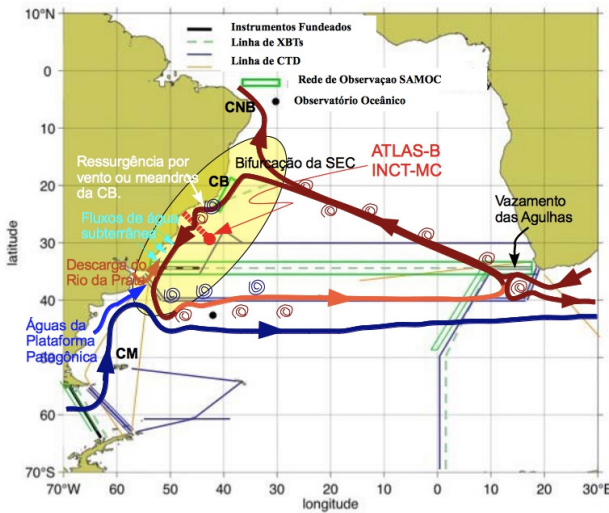 Instrumentos Fundeados
Linha de XBTs
Linha de CTD
Rede de Observaçao SAMOC
Observatório Oceânico
CNB
ATLAS-B
INCT-MC
Ressurgência por
vento ou meandros
da CB.
Bifurcação da SEC
CB
Fluxos de água
subterrânea
Vazamento
das Agulhas
Descarga do
Rio da Prata
Águas da
Plataforma
Patagônica
CM
latitude
10°N
0
10
20
30
40
50
60
70°S
70°W
60
50
40
30
20
10
0
10
20
30°E
longitude